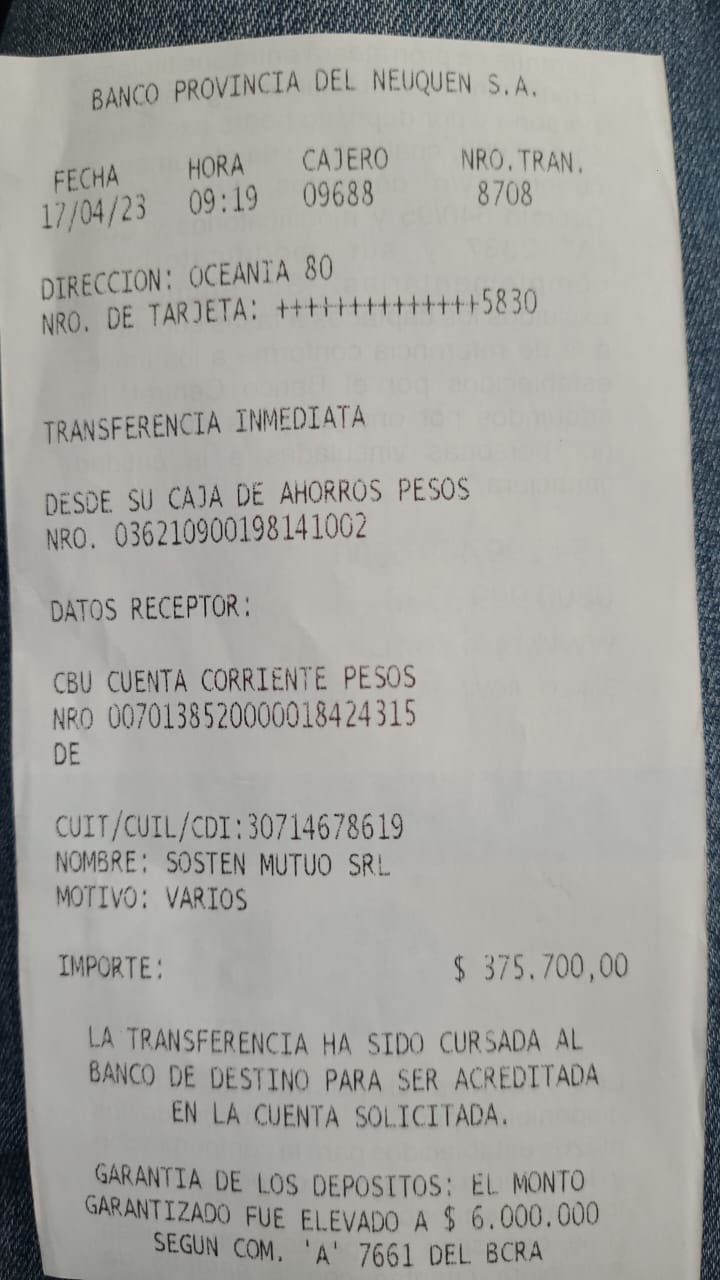 BANCO PROVINCIA DEL NEUQUEN S.A.
FECHA HORA CAJERO NRO.TRAN.
17/04/23 09:19 09688 8708
DIRECCION: OCEANIA 80
NRO. DE TARJETA: ++++++++++++++5830
TRANSFERENCIA INMEDIATA
DESDE SU CAJA DE AHORROS PESOS
NRO. 036210900198141002
DATOS RECEPTOR:
CBU CUENTA CORRIENTE PESOS
NRO 0070138520000018424315
DE
CUIT/CUIL/CDI:30714678619
NOMBRE: SOSTEN MUTUO SRL
MOTIVO: VARIOS
IMPORTE: $ 375.700,00
LA TRANSFERENCIA HA SIDO CURSADA AL
BANCO DE DESTINO PARA SER ACREDITADA
EN LA CUENTA SOLICITADA.
GARANTIA DE LOS DEPOSITOS: EL MONTO
GARANTIZADO FUE ELEVADO A $ 6.000.000
SEGUN COM. 'A' 7661 DEL BCRA